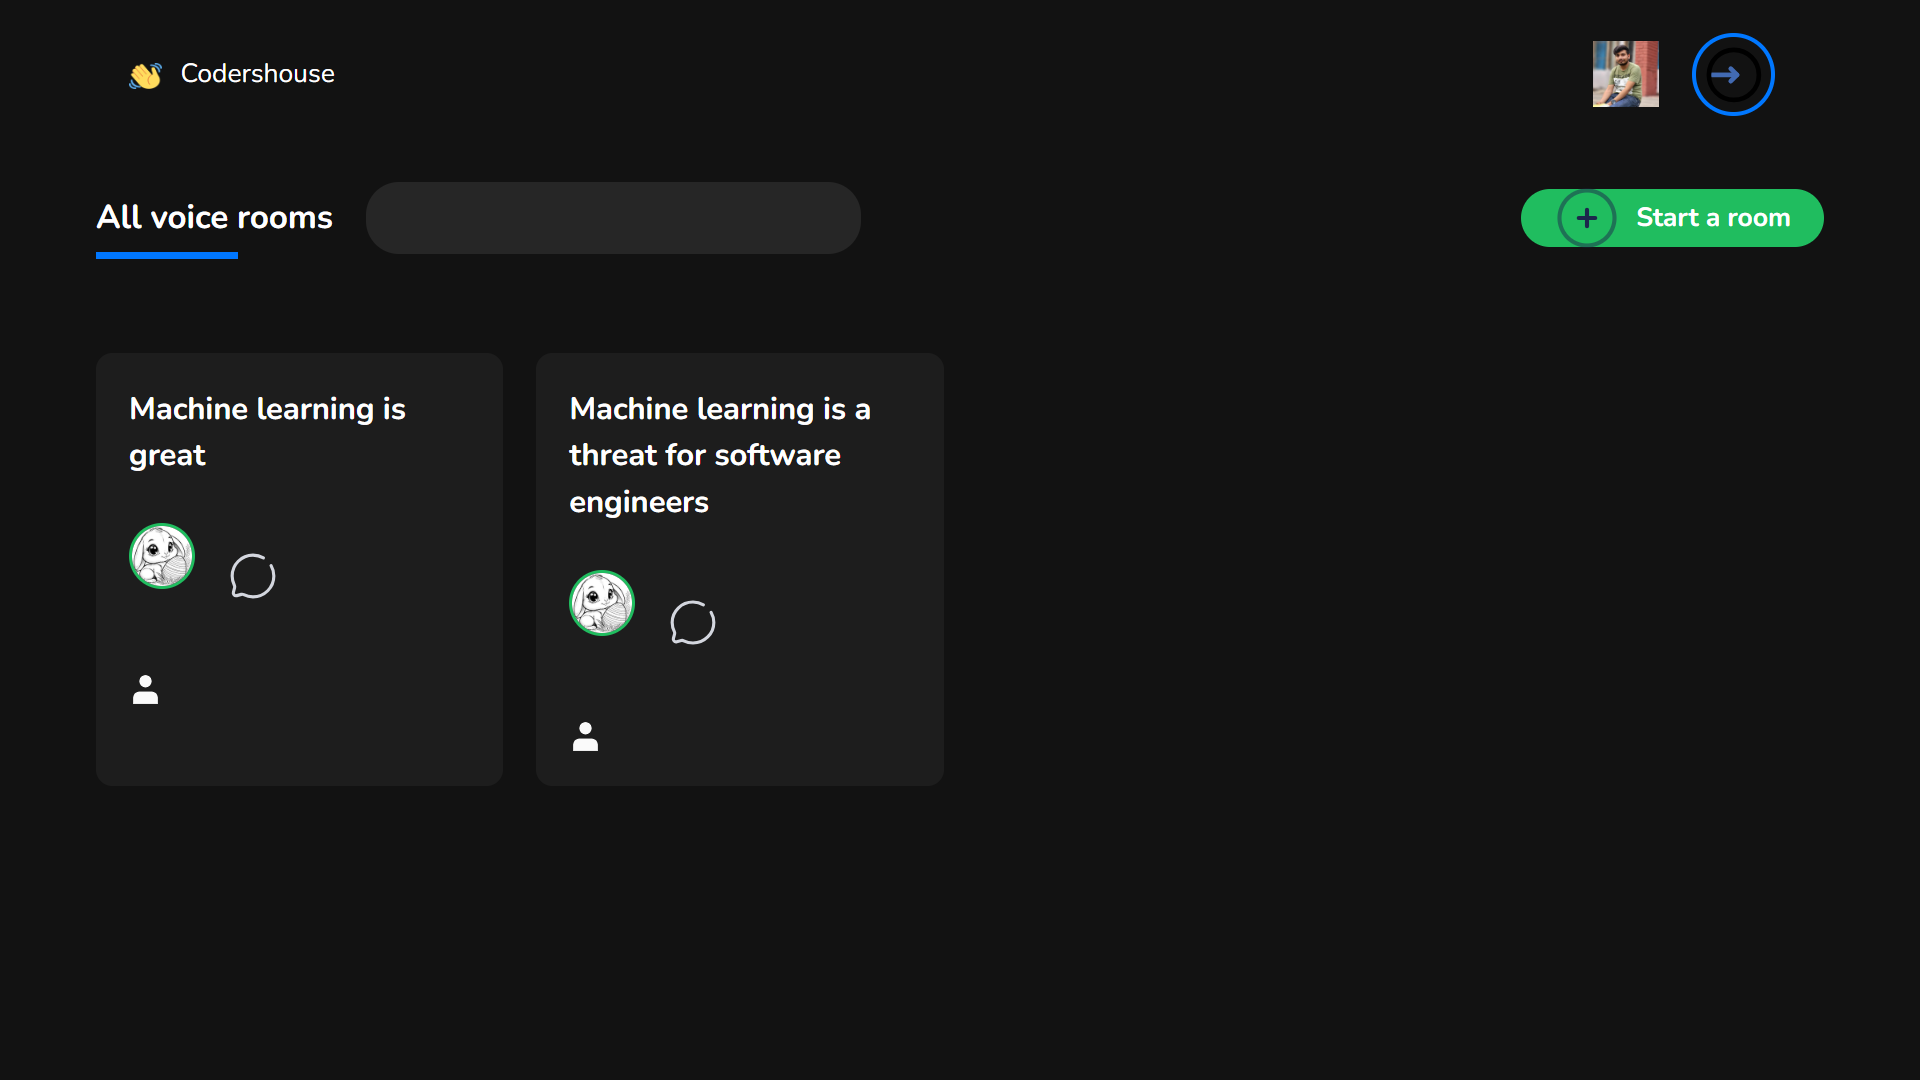 Codershouse
All voice rooms
Start a room
Machine learning is
great
Machine learning is a
threat for software
engineers